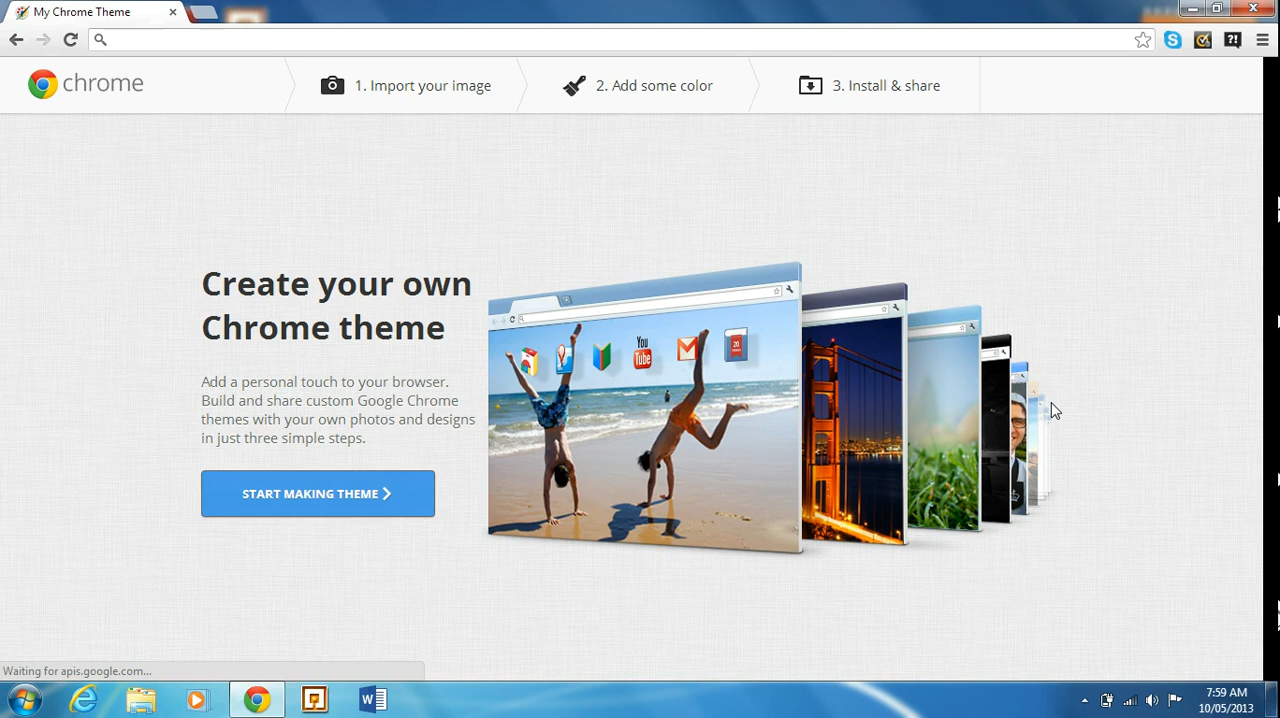 My Chrome Theme
chrome
1. Import your image
2. Add some color
3. Install & share
Create your own
Chrome theme
Add a personal touch to your browser.
Build and share custom Google Chrome
themes with your own photos and designs
in just three simple steps.
START MAKING THEME
You
Tube
20
Waiting for apis.google.com...
7:59 AM
10/05/2013